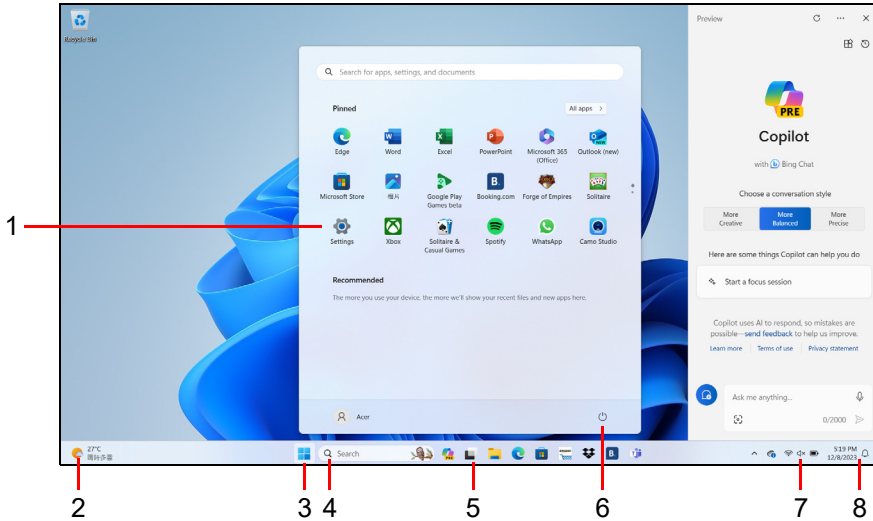 Recycle Bin
Search for apps, settings, and documents
Pinned
All apps >
Edge
Word
Excel
PowerPoint
Microsoft 365
(Office)
Outlook (new)
Microsoft Store
相片
Google Play
Games beta
Booking.com
Forge of Empires
Solitaire
Settings
Xbox
Solitaire &
Casual Games
Spotify
WhatsApp
Camo Studio
Recommended
The more you use your device, the more we'll show your recent files and new apps here.
Acer
Preview
PRE
Copilot
with b Bing Chat
Choose a conversation style
More
Creative
More
Balanced
More
Precise
Here are some things Copilot can help you do
Start a focus session
Copilot uses AI to respond, so mistakes are
possible—send feedback to help us improve.
Learn more
Terms of use
Privacy statement
Ask me anything...
0/2000
27°C
晴時多雲
Search
5:19 PM
12/8/2023
1
2
3
4
5
6
7
8